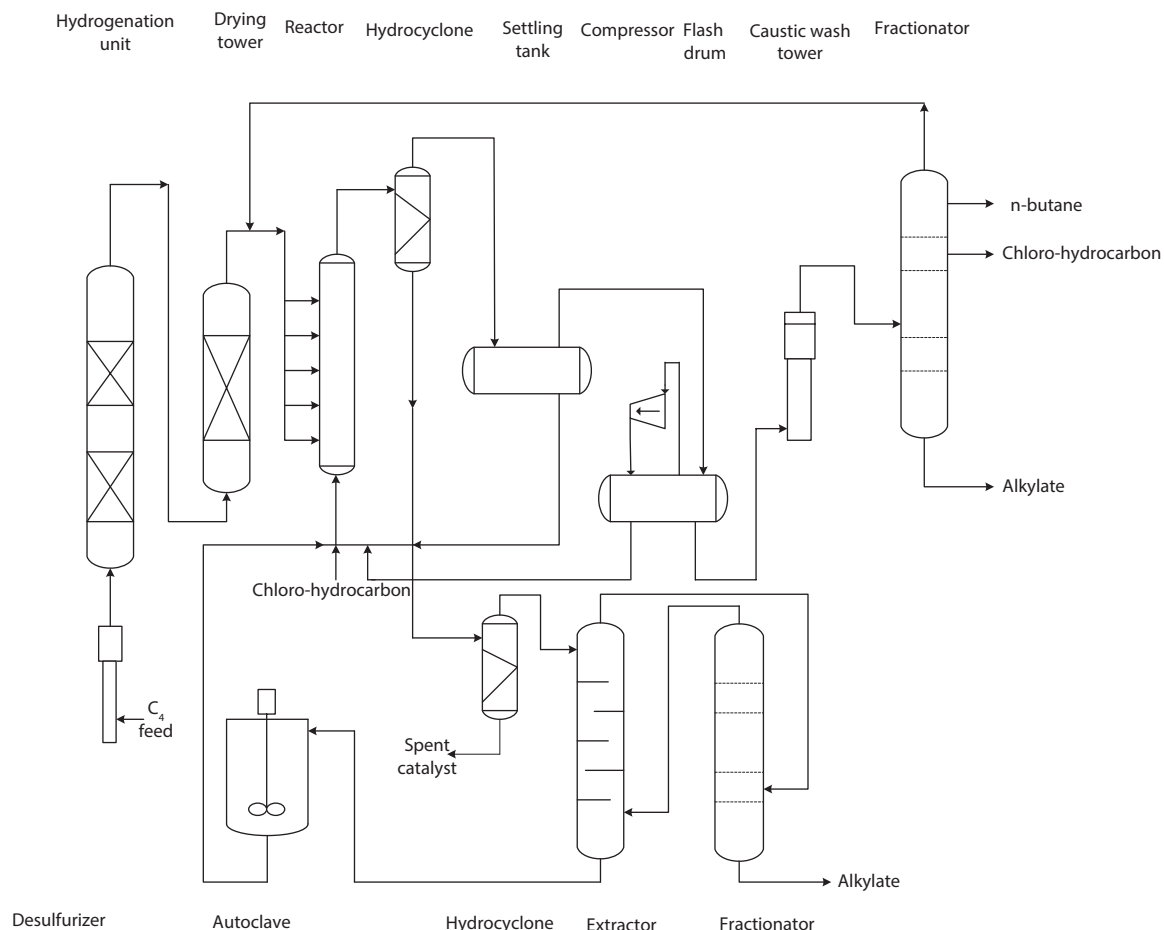 Hydrogenation
unit
Drying
tower
Reactor
Hydrocyclone
Settling
tank
Compressor
Flash
drum
Caustic wash
tower
Fractionator
n-butane
Chloro-hydrocarbon
Alkylate
Chloro-hydrocarbon
C4
feed
Spent
catalyst
Alkylate
Desulfurizer
Autoclave
Hydrocyclone
Extractor
Fractionator